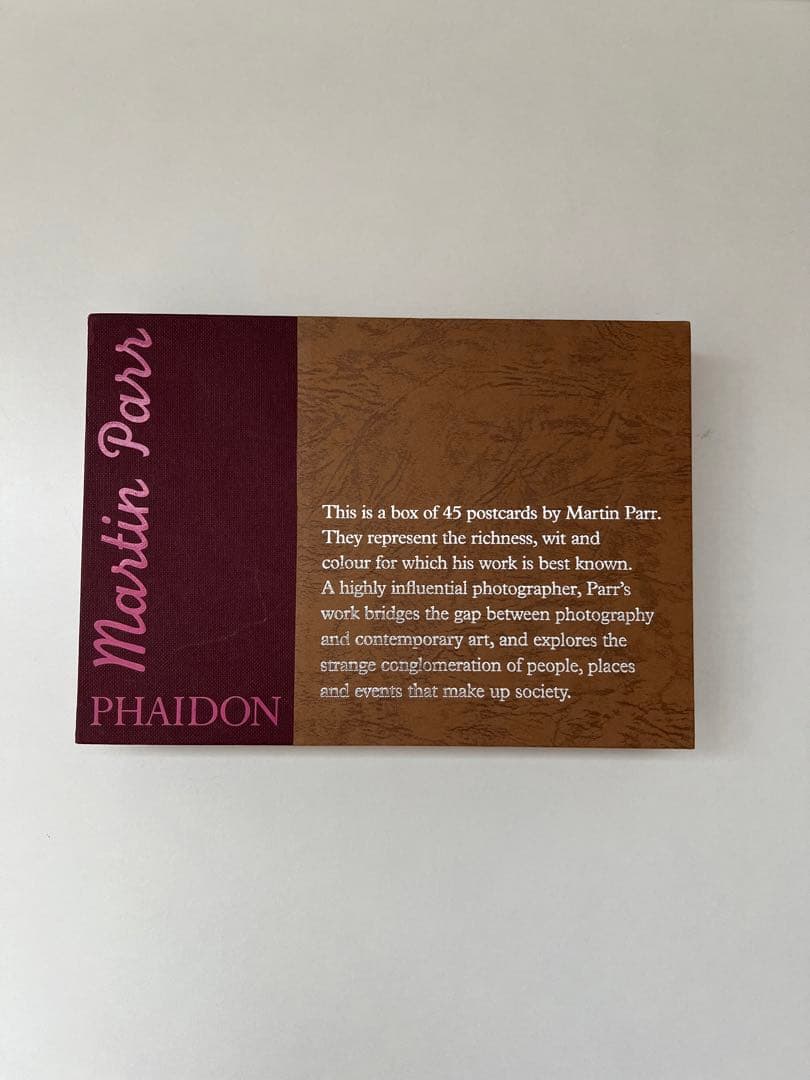 Martin Parr
PHAIDON
This is a box of 45 postcards by Martin Parr.
They represent the richness, wit and
colour for which his work is best known.
A highly influential photographer, Parr's
work bridges the gap between photography
and contemporary art, and explores the
strange conglomeration of people, places
and events that make up society.